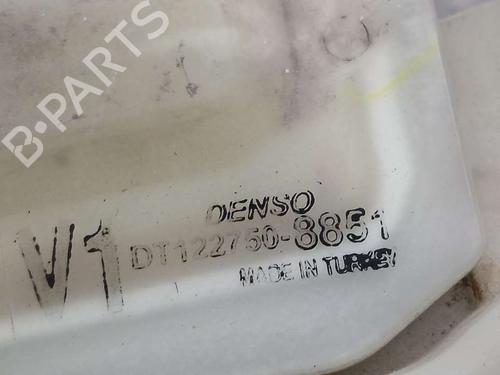 B-PARTS
DENSO
V1 DT122750-8851
MADE IN TURKEY